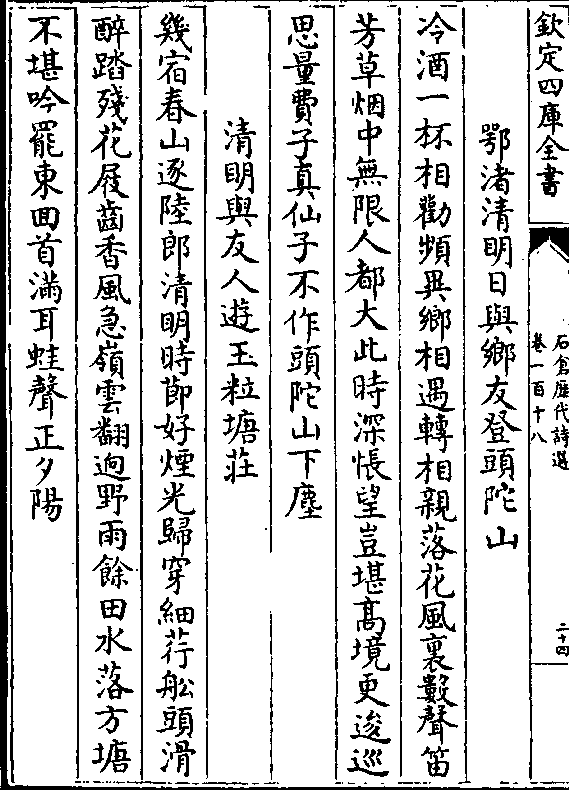 欽定四庫全書
石倉歷代詩選
卷一百十八
二十四
鄂渚清明日與鄉友登頭陀山
冷酒一杯相勸頻異鄉相遇轉相親落花風裏數聲笛
芳草烟中無限人都大此時深悵望豈堪高境更逡巡
思量費子真仙子不作頭陀山下塵
清明與友人遊玉粒塘莊
幾宿春山逐陸郎清明時節好煙光歸穿細荇舩頭滑
醉踏殘花屐齒香風急嶺雲翻逈野雨餘田水落方塘
不堪吟罷東回首滿耳蛙聲正夕陽